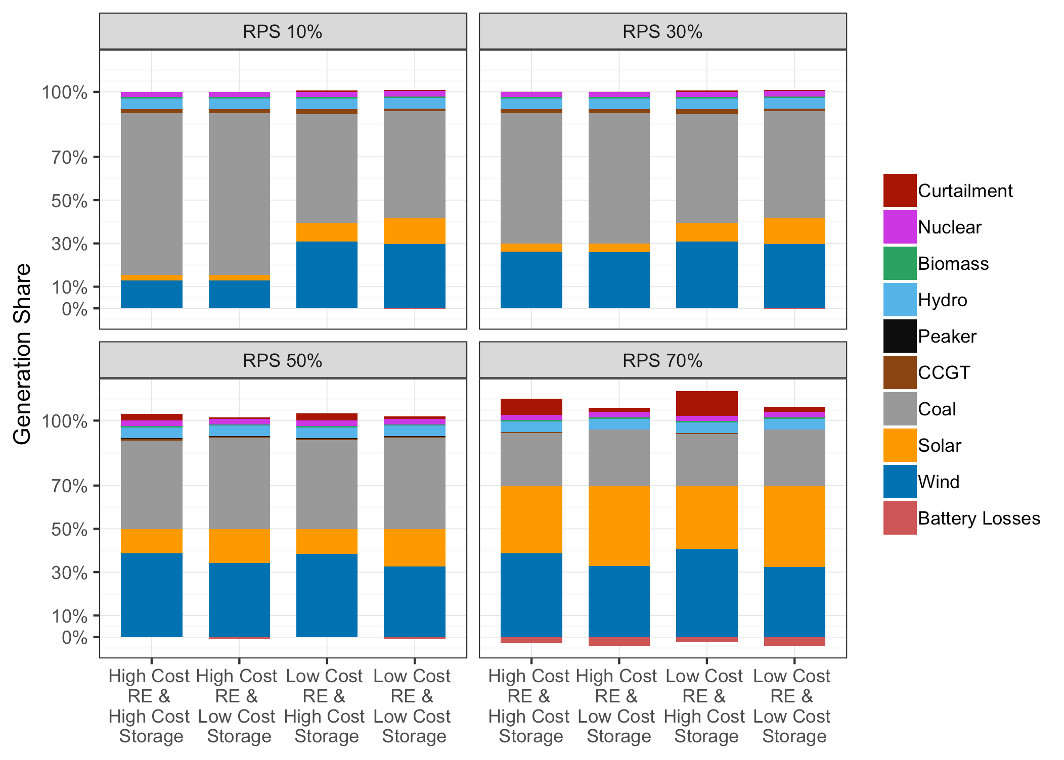 RPS 10%
RPS 30%
100%
70%
50%
30%
10%
0%
RPS 50%
RPS 70%
100%
70%
50%
30%
10%
0%
Generation Share
High Cost RE & High Cost Storage
High Cost RE & Low Cost Storage
Low Cost RE & High Cost Storage
Low Cost RE & Low Cost Storage
High Cost RE & High Cost Storage
High Cost RE & Low Cost Storage
Low Cost RE & High Cost Storage
Low Cost RE & Low Cost Storage
Curtailment
Nuclear
Biomass
Hydro
Peaker
CCGT
Coal
Solar
Wind
Battery Losses